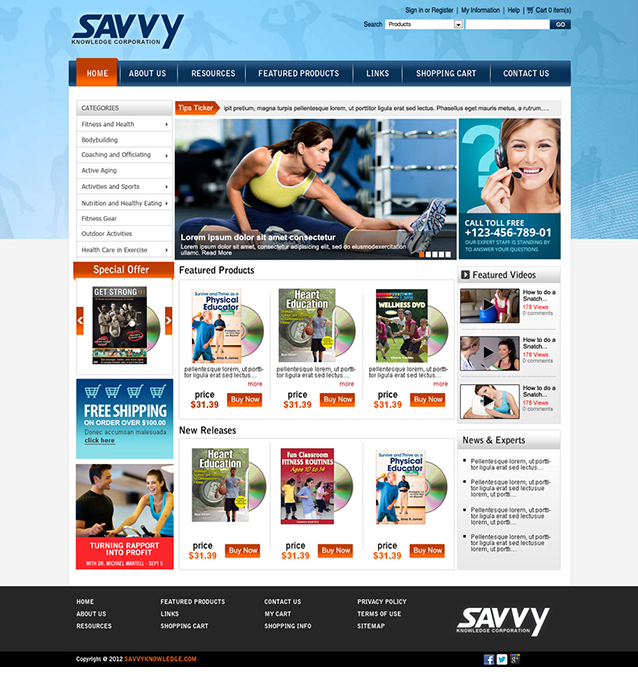 SAVVY
KNOWLEDGE CORPORATION
Sign in or Register | My Information | Help | Cart 0 item(s)
Search Products GO
HOME ABOUT US RESOURCES FEATURED PRODUCTS LINKS SHOPPING CART CONTACT US
CATEGORIES
Fitness and Health
Bodybuilding
Coaching and Officiating
Active Aging
Activities and Sports
Nutrition and Healthy Eating
Fitness Gear
Outdoor Activities
Health Care in Exercise
Tips Ticker ipit pretium, magna turpis pellentesque lorem, ut porttitor ligula erat sed lectus. Phasellus eget mauris metus, a rutrum.....
Lorem ipsum dolor sit amet consectetur
elit lacinia consectetur adipiscing elit, sed do eiusmodexercitation
ullamc. Read More
?
CALL TOLL FREE
+123-456-789-01
OUR EXPERT STAFF IS STANDING BY
TO ANSWER YOUR QUESTIONS.
Special Offer
GET STRONG
FREE SHIPPING
ON ORDER OVER $100.00
Donec accumsan malesuada
click here
TURNING RAPPORT
INTO PROFIT
WITH DR. MICHAEL MANTELL - SEPT 5
Featured Products
Survive and Thrive as a
Physical
Educator
Heart
Education
WELLNESS DVD
pellentesque lorem, ut portti-
tor ligula erat sed lectus...
more
pellentesque lorem, ut portti-
tor ligula erat sed lectus...
more
pellentesque lorem, ut portti-
tor ligula erat sed lectus...
more
price
$31.39
Buy Now
price
$31.39
Buy Now
price
$31.39
Buy Now
New Releases
Heart
Education
Fun Classroom
FITNESS ROUTINES
Ages 10 to 14
Survive and Thrive as a
Physical
Educator
price
$31.39
Buy Now
price
$31.39
Buy Now
price
$31.39
Buy Now
Featured Videos
How to do a
Snatch...
178 Views
0 comments
How to do a
Snatch...
178 Views
0 comments
How to do a
Snatch...
178 Views
0 comments
News & Experts
Pellentesque lorem, ut portti-
tor ligula erat sed lectus....
Pellentesque lorem, ut portti-
tor ligula erat sed lectusue
lorem, ut portti....
Pellentesque lorem, ut portti-
tor ligula erat sed lectusue
lorem, ut portti....
Pellentesque lorem, ut portti-
tor ligula erat sed lectusue
lorem, ut portti....
HOME FEATURED PRODUCTS CONTACT US PRIVACY POLICY
ABOUT US LINKS MY CART TERMS OF USE
RESOURCES SHOPPING CART SHOPPING INFO SITEMAP
SAVVY
KNOWLEDGE CORPORATION
Copyright © 2012 SAVVYKNOWLEDGE.COM